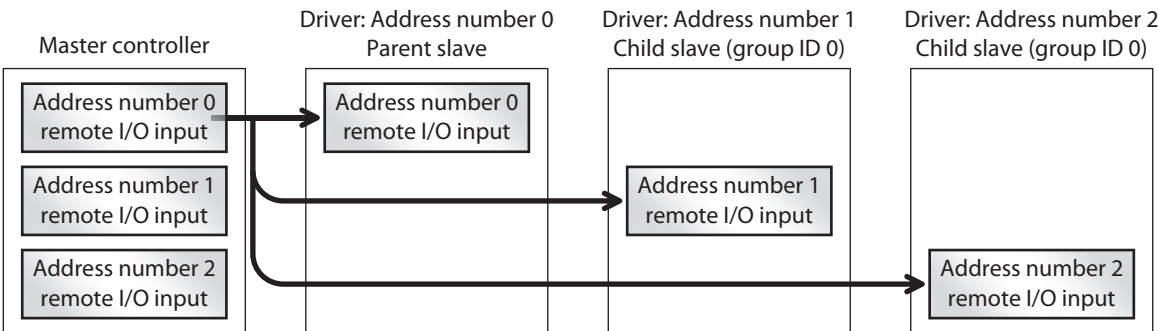 Master controller
Address number 0
remote I/O input
Address number 1
remote I/O input
Address number 2
remote I/O input
Driver: Address number 0
Parent slave
Address number 0
remote I/O input
Driver: Address number 1
Child slave (group ID 0)
Address number 1
remote I/O input
Driver: Address number 2
Child slave (group ID 0)
Address number 2
remote I/O input